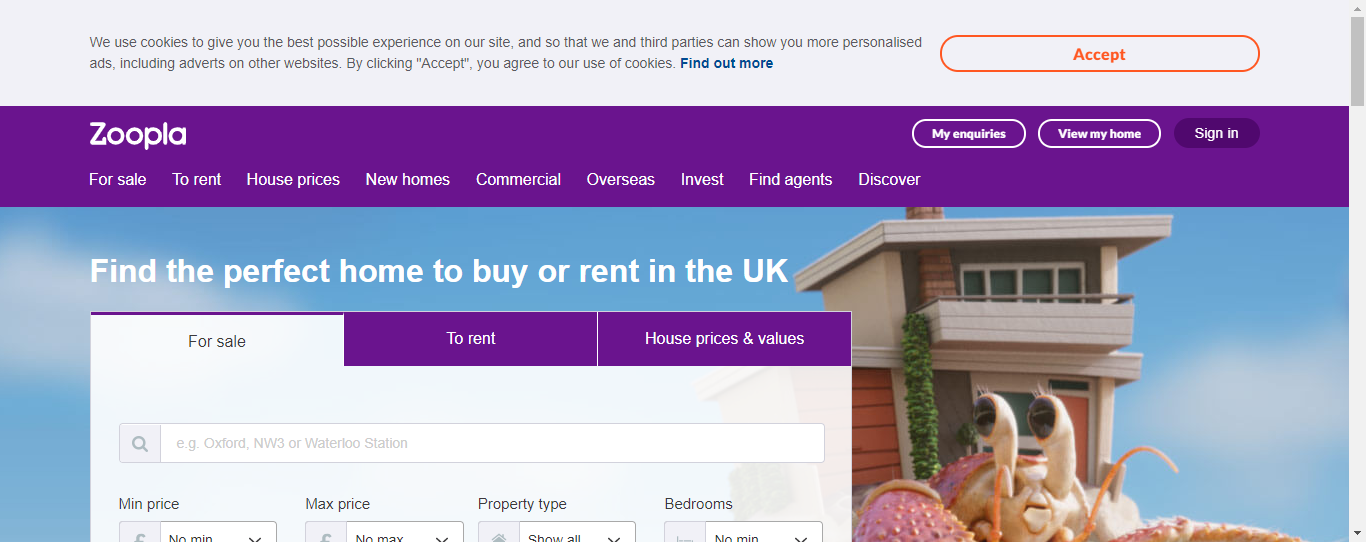 We use cookies to give you the best possible experience on our site, and so that we and third parties can show you more personalised
ads, including adverts on other websites. By clicking "Accept", you agree to our use of cookies. Find out more
Accept
Zoopla
My enquiries
View my home
Sign in
For sale
To rent
House prices
New homes
Commercial
Overseas
Invest
Find agents
Discover
Find the perfect home to buy or rent in the UK
For sale
To rent
House prices & values
e.g. Oxford, NW3 or Waterloo Station
Min price
Max price
Property type
Bedrooms
£ No min
£ No max
Show all
No min